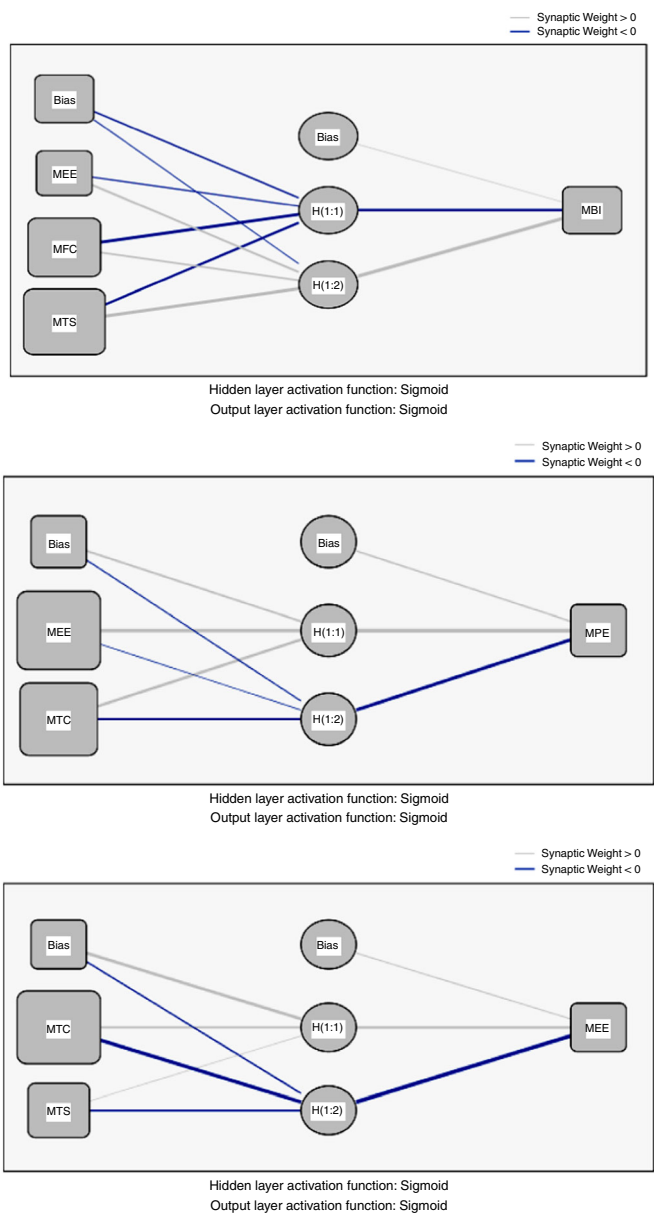 Synaptic Weight > 0
Synaptic Weight < 0
Bias
Bias
MEE
H(1:1)
MBI
MFC
H(1:2)
MTS
Hidden layer activation function: Sigmoid
Output layer activation function: Sigmoid
Synaptic Weight > 0
Synaptic Weight < 0
Bias
Bias
MEE
H(1:1)
MPE
MTC
H(1:2)
Hidden layer activation function: Sigmoid
Output layer activation function: Sigmoid
Synaptic Weight > 0
Synaptic Weight < 0
Bias
Bias
MTC
H(1:1)
MEE
MTS
H(1:2)
Hidden layer activation function: Sigmoid
Output layer activation function: Sigmoid